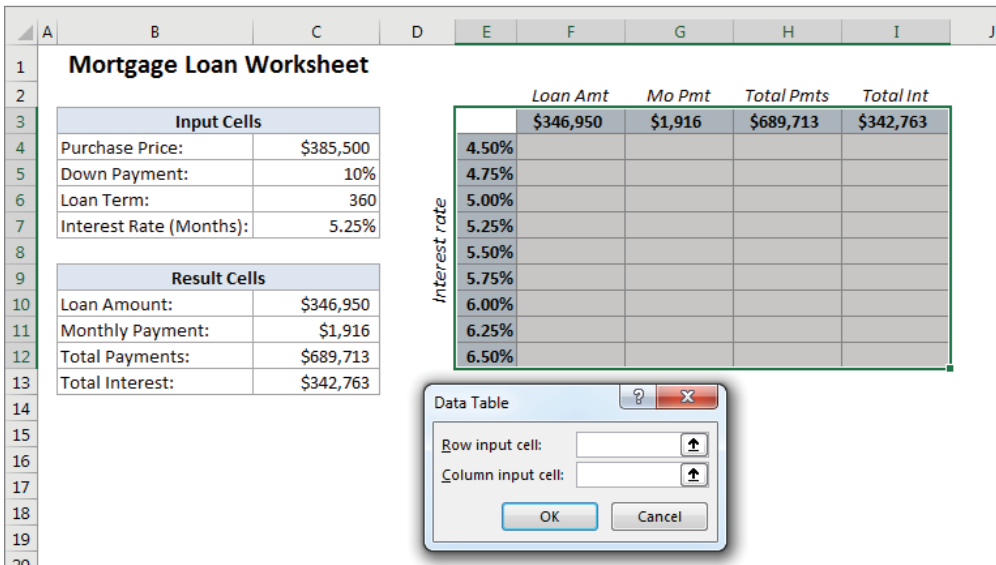 A B C D E F G H I J
1 Mortgage Loan Worksheet
2 Loan Amt Mo Pmt Total Pmts Total Int
3 Input Cells $346,950 $1,916 $689,713 $342,763
4 Purchase Price: $385,500 4.50%
5 Down Payment: 10% 4.75%
6 Loan Term: 360 5.00%
7 Interest Rate (Months): 5.25% 5.25%
Interest rate
8 5.50%
9 Result Cells 5.75%
10 Loan Amount: $346,950 6.00%
11 Monthly Payment: $1,916 6.25%
12 Total Payments: $689,713 6.50%
13 Total Interest: $342,763
14
15
16
17
18
19
20
Data Table ? X
Row input cell:
Column input cell:
OK Cancel